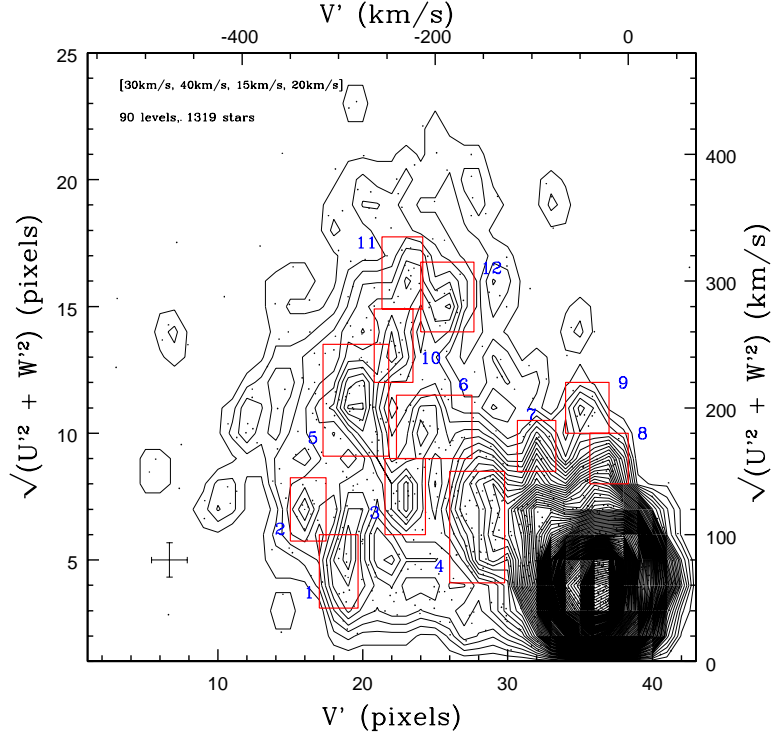 V' (km/s)
-400 -200 0
[30km/s, 40km/s, 15km/s, 20km/s]
90 levels, 1319 stars
25
20
15
10
5
√(U'² + W'²) (pixels)
400
300
200
100
0
√(U'² + W'²) (km/s)
11
12
10
6
9
5
7
8
2
3
4
1
10 20 30 40
V' (pixels)